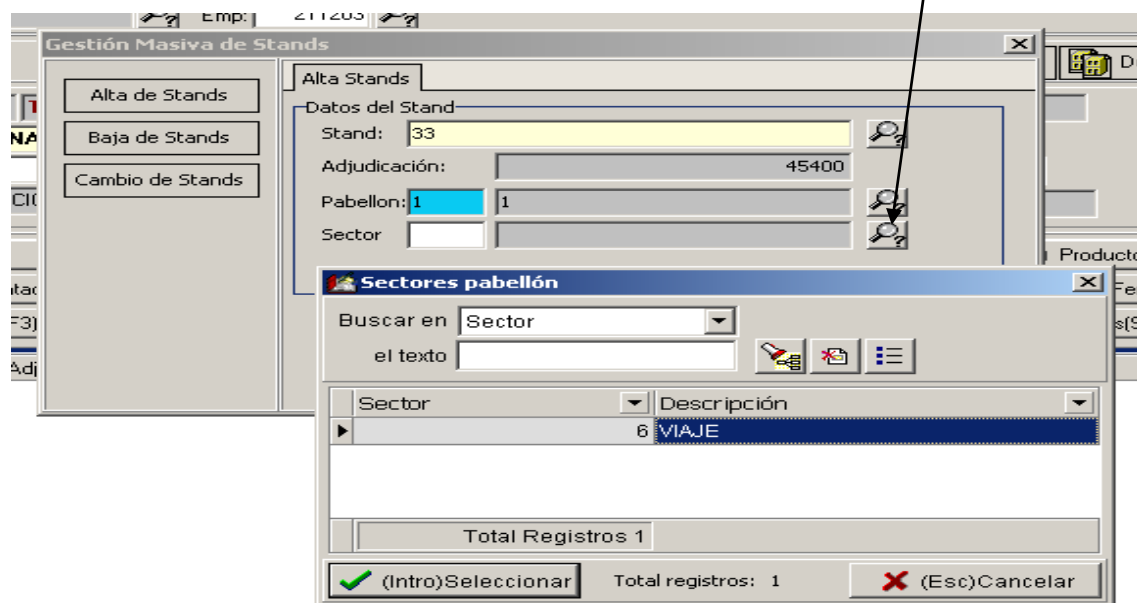 Emp: 211203
Gestión Masiva de Stands
Alta de Stands
Baja de Stands
Cambio de Stands
Alta Stands
Datos del Stand
Stand: 33
Adjudicación: 45400
Pabellon: 1 1
Sector
Producto
Sectores pabellón
Buscar en Sector
el texto
Sector Descripción
6 VIAJE
Total Registros 1
(Intro)Seleccionar Total registros: 1 (Esc)Cancelar